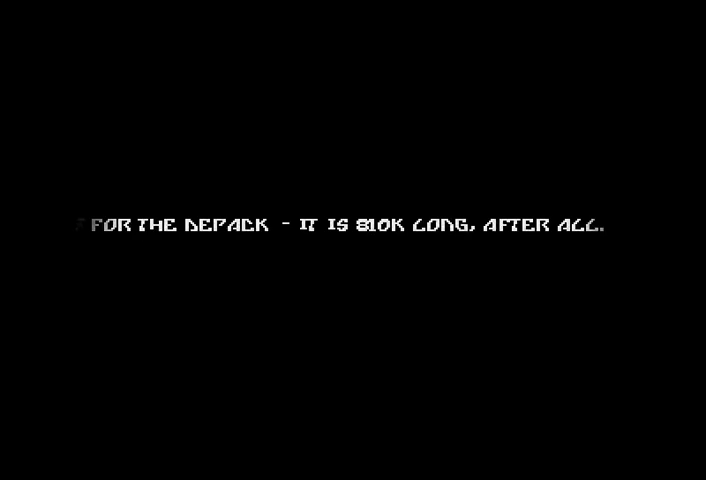 FOR THE DEPACK - IT IS 810K LONG, AFTER ALL.